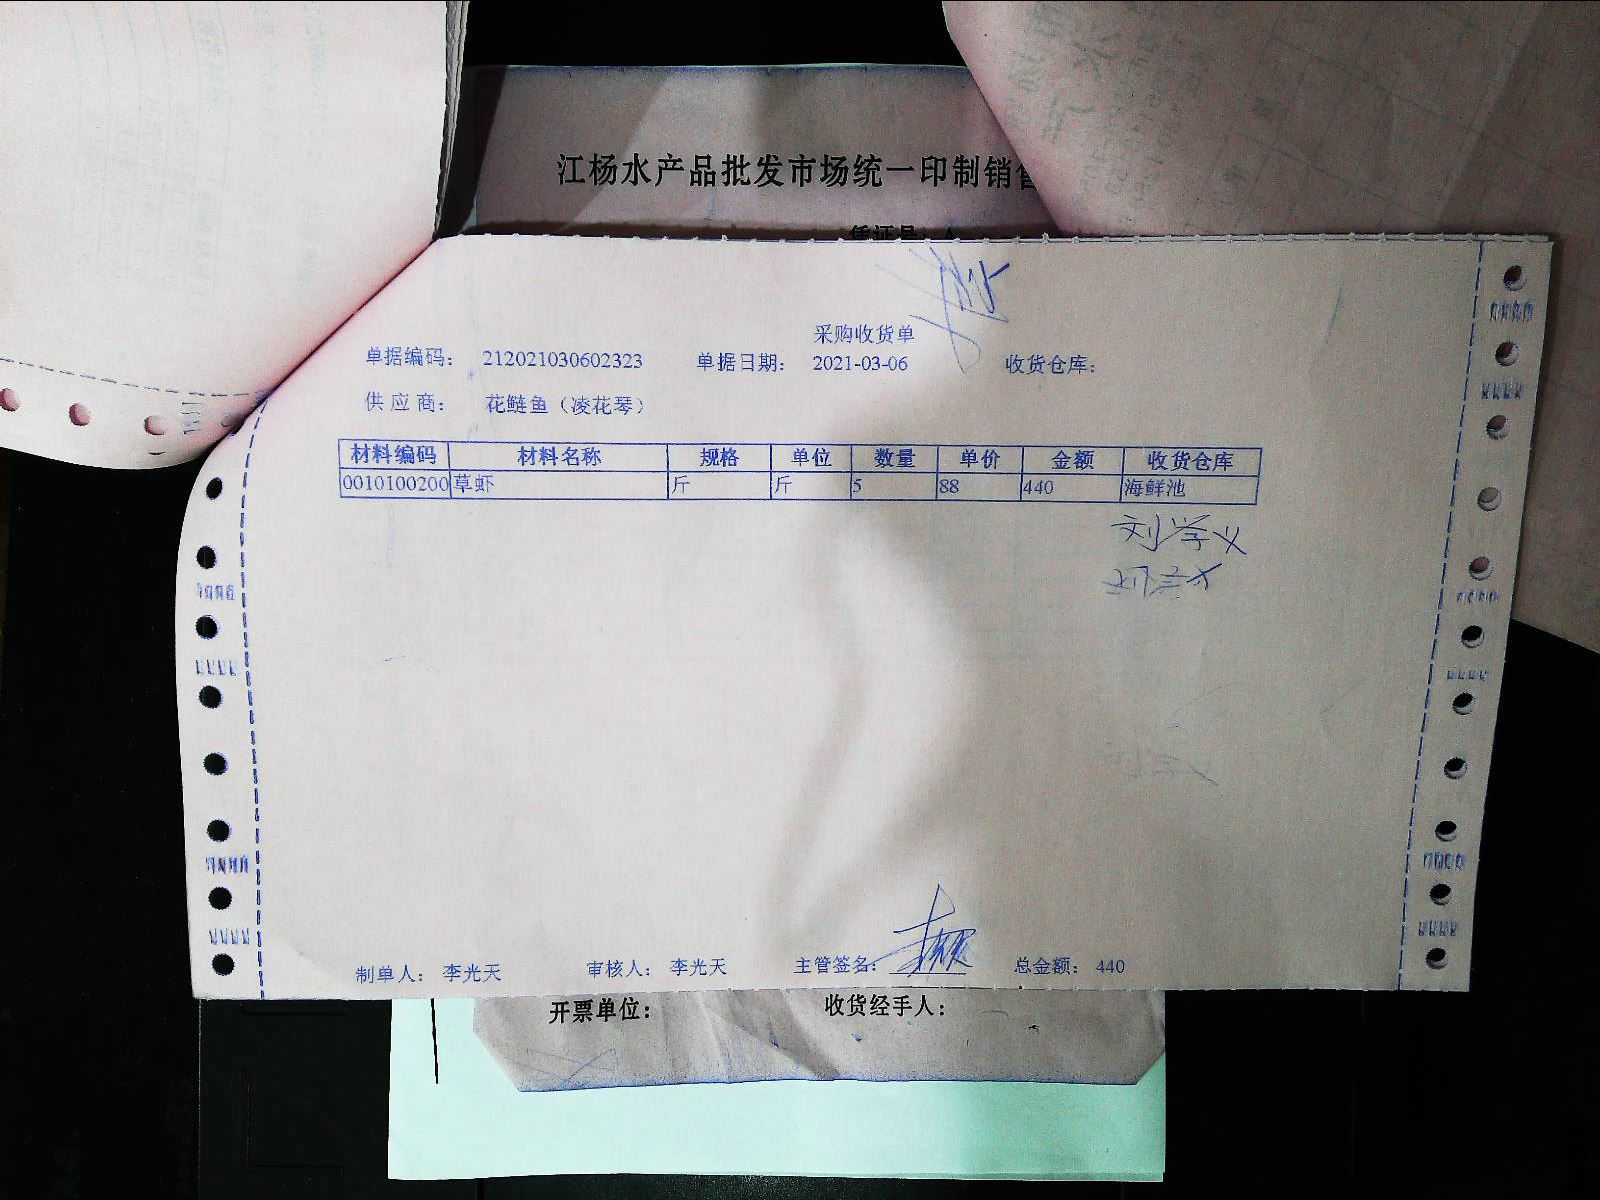 江杨水产品批发市场统一印制销售
凭证号：
采购收货单
单据编码： 212021030602323 单据日期： 2021-03-06 收货仓库：
供应商： 花鲢鱼（凌花琴）
材料编码 材料名称 规格 单位 数量 单价 金额 收货仓库
0010100200 草虾 斤 斤 5 88 440 海鲜池
刘学义
制单人： 李光天 审核人： 李光天 主管签名： 总金额： 440
开票单位： 收货经手人：